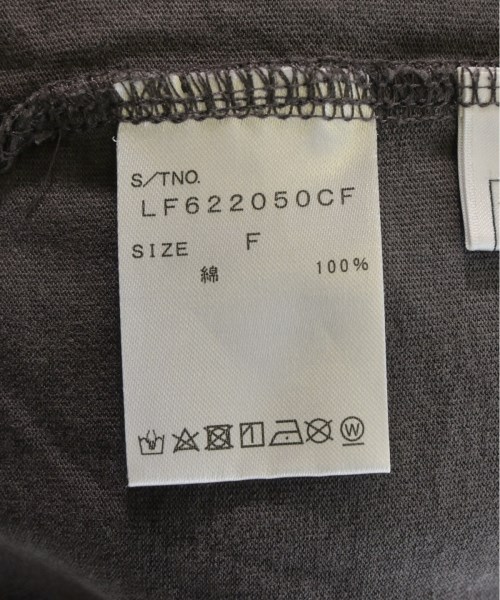 S/TNO.
LF622050CF
SIZE F
綿 100%
W